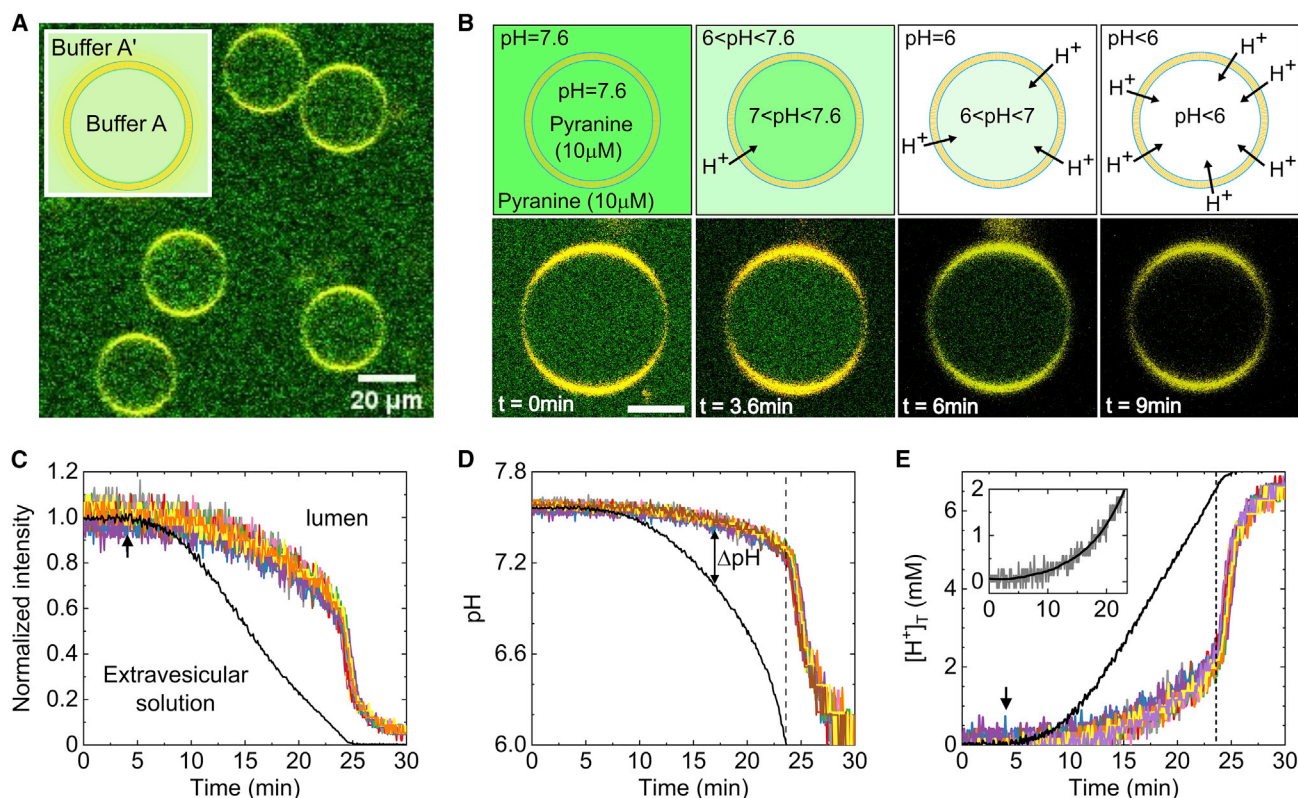 A
Buffer A'
Buffer A
20 μm
B
pH=7.6
pH=7.6
Pyranine
(10μM)
Pyranine (10μM)
6<pH<7.6
7<pH<7.6
H+
pH=6
H+
6<pH<7
H+
H+
pH<6
H+
H+
H+
pH<6
H+
H+
H+
t = 0min
t = 3.6min
t = 6min
t = 9min
C
Normalized intensity
1.2
1.0
0.8
0.6
0.4
0.2
0
lumen
Extravesicular
solution
0 5 10 15 20 25 30
Time (min)
D
pH
7.8
7.2
6.6
6.0
ΔpH
0 5 10 15 20 25 30
Time (min)
E
[H+]T (mM)
6
4
2
0
2
1
0
0 10 20
0 5 10 15 20 25 30
Time (min)